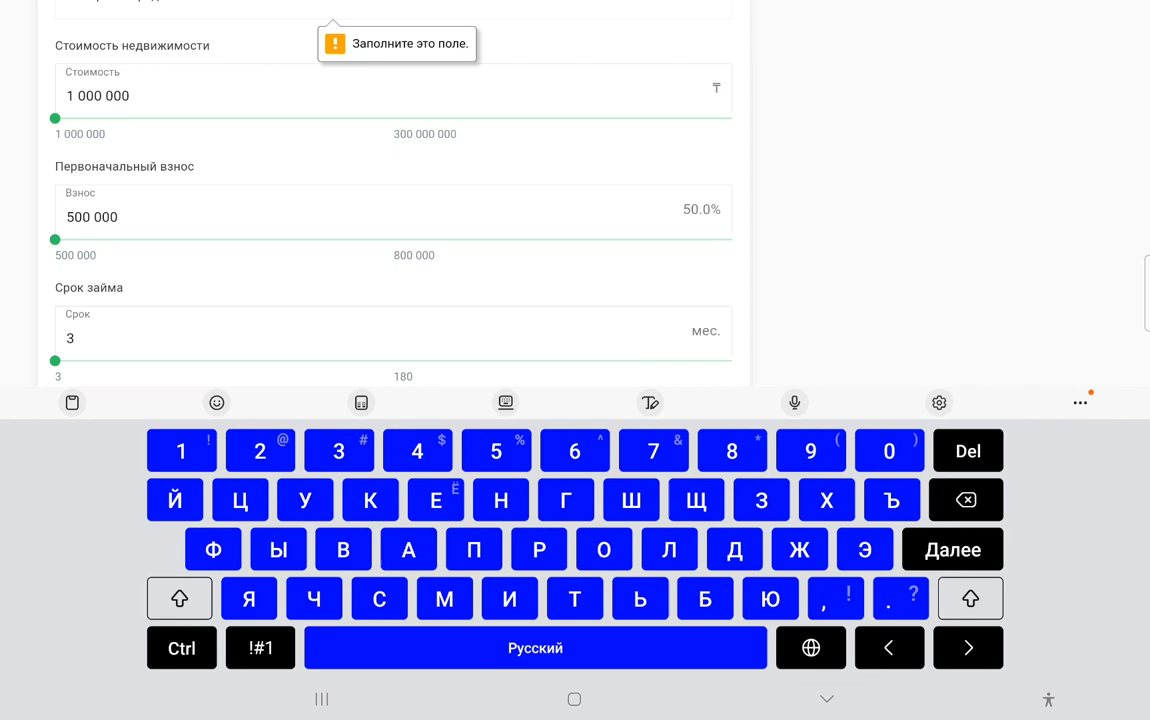 Заполните это поле.
Стоимость недвижимости
Стоимость
1 000 000
₸
1 000 000 300 000 000
Первоначальный взнос
Взнос
500 000
50.0%
500 000 800 000
Срок займа
Срок
3
мес.
3 180
1 ! 2 @ 3 # 4 $ 5 % 6 ^ 7 & 8 * 9 ( 0 ) Del
Й Ц У К Е Ё Н Г Ш Щ З Х Ъ
Ф Ы В А П Р О Л Д Ж Э Далее
Я Ч С М И Т Ь Б Ю , ! . ?
Ctrl !#1 Русский